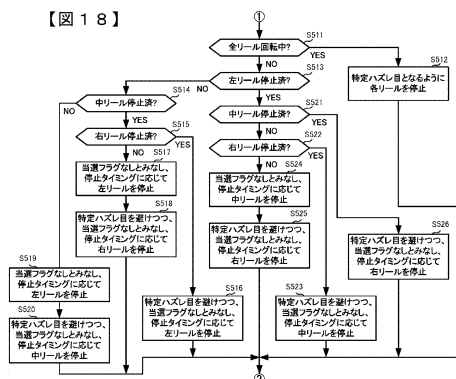 【図18】
①
S511
全リール回転中?
YES
NO
S512
特定ハズレ目となるように
各リールを停止
S513
左リール停止済?
NO
YES
S514
中リール停止済?
NO
YES
S515
右リール停止済?
YES
NO
S521
中リール停止済?
YES
NO
S522
右リール停止済?
YES
NO
S517
当選フラグなしとみなし、
停止タイミングに応じて
左リールを停止
S518
特定ハズレ目を避けつつ、
当選フラグなしとみなし、
停止タイミングに応じて
右リールを停止
S524
当選フラグなしとみなし、
停止タイミングに応じて
中リールを停止
S525
特定ハズレ目を避けつつ、
当選フラグなしとみなし、
停止タイミングに応じて
右リールを停止
S526
特定ハズレ目を避けつつ、
当選フラグなしとみなし、
停止タイミングに応じて
右リールを停止
S519
当選フラグなしとみなし、
停止タイミングに応じて
左リールを停止
S520
特定ハズレ目を避けつつ、
当選フラグなしとみなし、
停止タイミングに応じて
中リールを停止
S516
特定ハズレ目を避けつつ、
当選フラグなしとみなし、
停止タイミングに応じて
左リールを停止
S523
特定ハズレ目を避けつつ、
当選フラグなしとみなし、
停止タイミングに応じて
中リールを停止